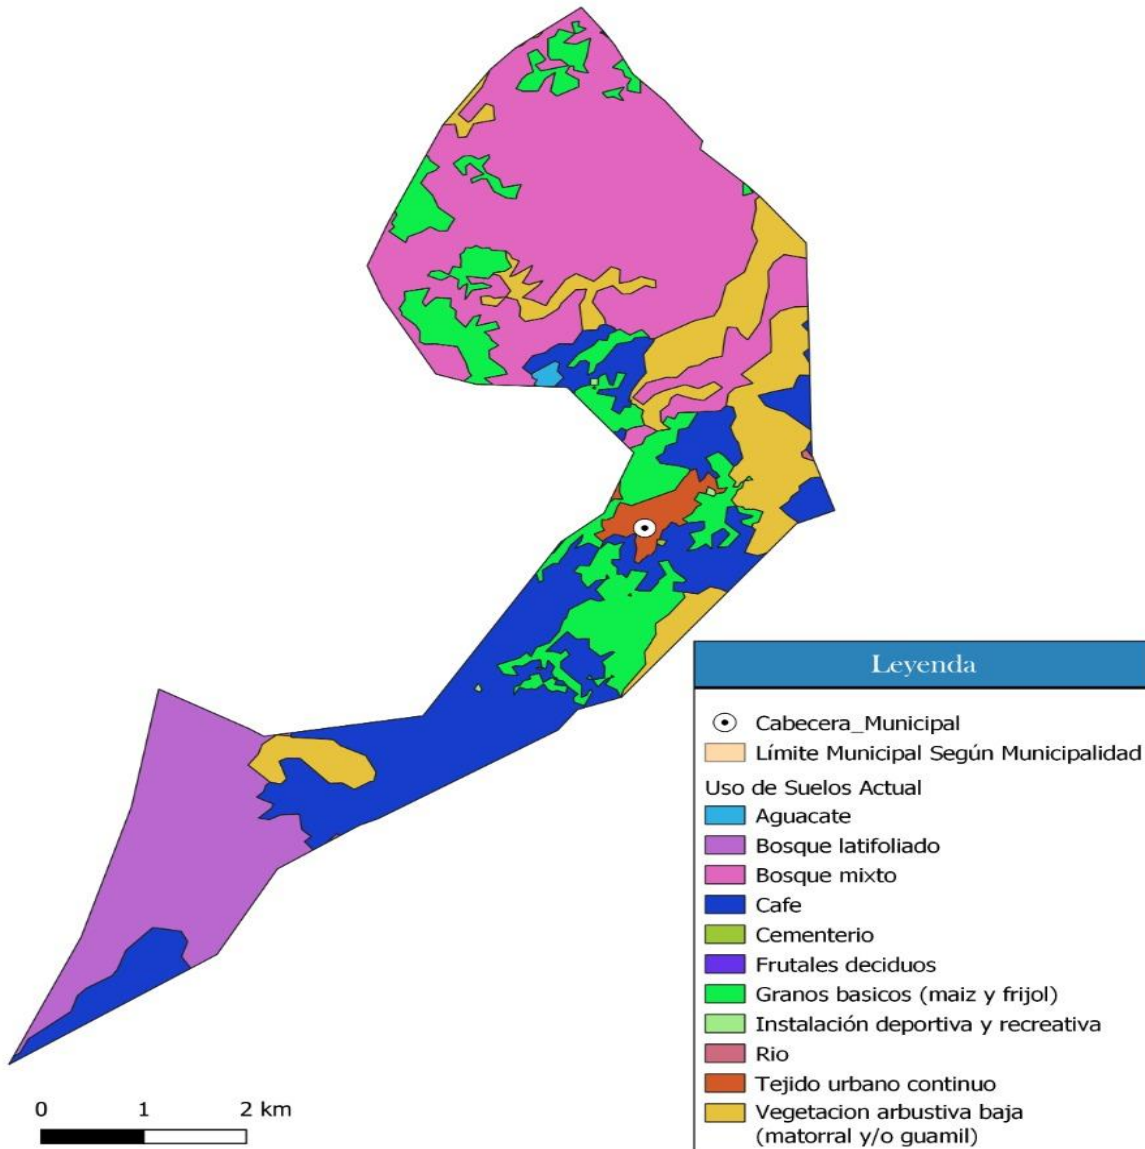 Leyenda
Cabecera_Municipal
Límite Municipal Según Municipalidad
Uso de Suelos Actual
Aguacate
Bosque latifoliado
Bosque mixto
Cafe
Cementerio
Frutales deciduos
Granos basicos (maiz y frijol)
Instalación deportiva y recreativa
Rio
Tejido urbano continuo
Vegetacion arbustiva baja
(matorral y/o guamil)
0 1 2 km